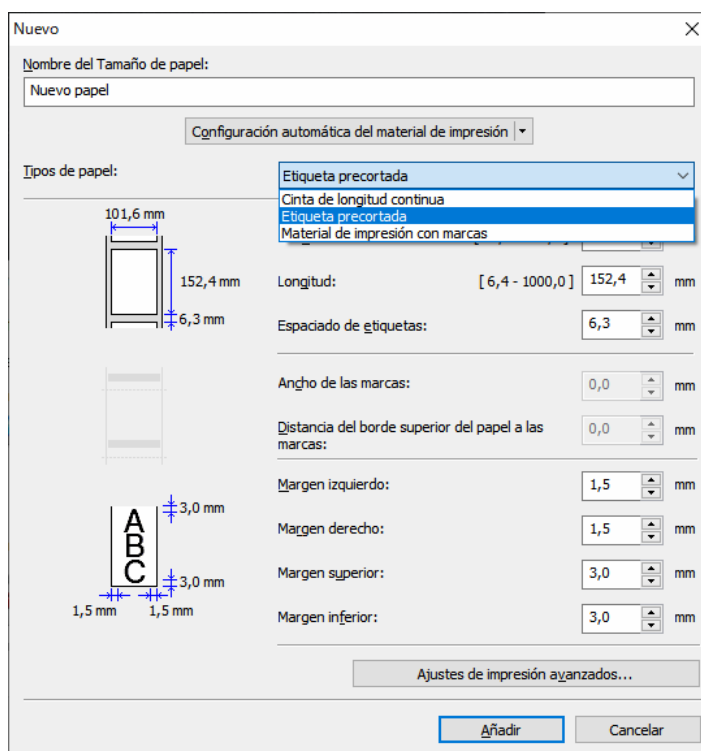 Nuevo
Nombre del Tamaño de papel:
Nuevo papel
Configuración automática del material de impresión
Tipos de papel:
Etiqueta precortada
Cinta de longitud continua
Etiqueta precortada
Material de impresión con marcas
101,6 mm
152,4 mm
6,3 mm
Longitud: [ 6,4 - 1000,0 ] 152,4 mm
Espaciado de etiquetas: 6,3 mm
Ancho de las marcas: 0,0 mm
Distancia del borde superior del papel a las
marcas: 0,0 mm
3,0 mm
A
B
C
3,0 mm
1,5 mm 1,5 mm
Margen izquierdo: 1,5 mm
Margen derecho: 1,5 mm
Margen superior: 3,0 mm
Margen inferior: 3,0 mm
Ajustes de impresión avanzados...
Añadir Cancelar